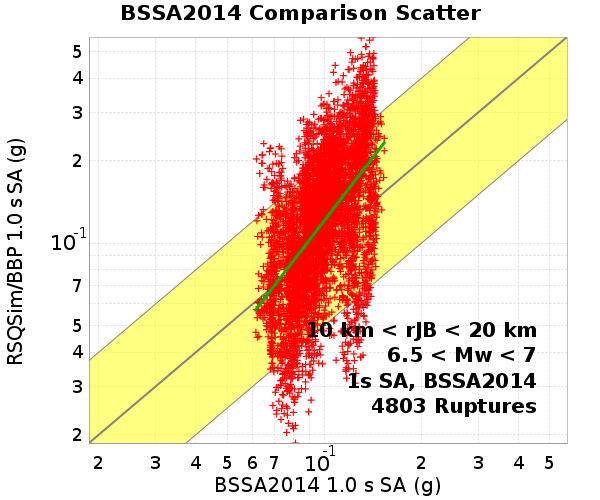 BSSA2014 Comparison Scatter
RSQSim/BBP 1.0 s SA (g)
5
4
3
2
10-1
7
5
4
3
2
10 km < rJB < 20 km
6.5 < Mw < 7
1s SA, BSSA2014
4803 Ruptures
2 3 4 5 6 7 10-1 2 3 4 5
BSSA2014 1.0 s SA (g)